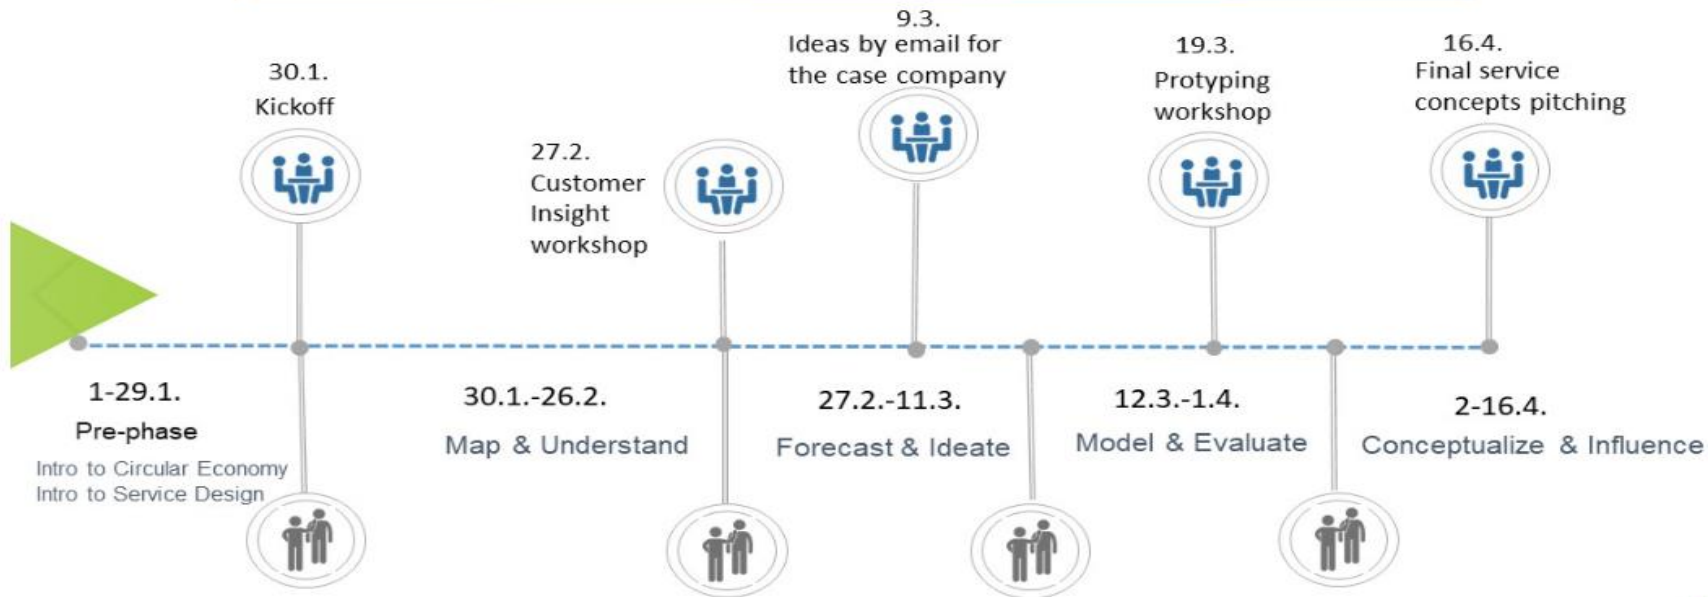 30.1.
Kickoff
27.2.
Customer
Insight
workshop
9.3.
Ideas by email for
the case company
19.3.
Protyping
workshop
16.4.
Final service
concepts pitching
1-29.1.
Pre-phase
Intro to Circular Economy
Intro to Service Design
30.1.-26.2.
Map & Understand
27.2.-11.3.
Forecast & Ideate
12.3.-1.4.
Model & Evaluate
2-16.4.
Conceptualize & Influence